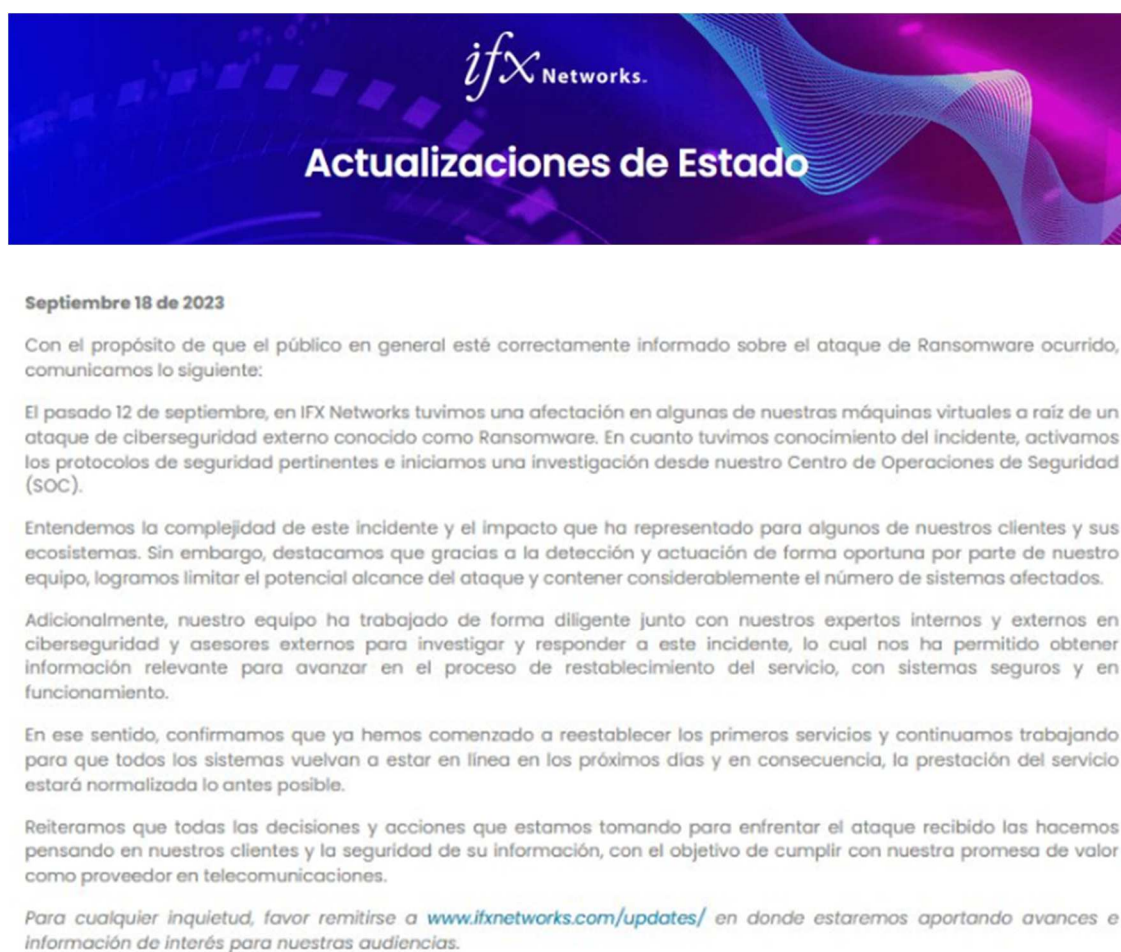 ifx Networks.
Actualizaciones de Estado
Septiembre 18 de 2023
Con el propósito de que el público en general esté correctamente informado sobre el ataque de Ransomware ocurrido,
comunicamos lo siguiente:
El pasado 12 de septiembre, en IFX Networks tuvimos una afectación en algunas de nuestras máquinas virtuales a raíz de un
ataque de ciberseguridad externo conocido como Ransomware. En cuanto tuvimos conocimiento del incidente, activamos
los protocolos de seguridad pertinentes e iniciamos una investigación desde nuestro Centro de Operaciones de Seguridad
(SOC).
Entendemos la complejidad de este incidente y el impacto que ha representado para algunos de nuestros clientes y sus
ecosistemas. Sin embargo, destacamos que gracias a la detección y actuación de forma oportuna por parte de nuestro
equipo, logramos limitar el potencial alcance del ataque y contener considerablemente el número de sistemas afectados.
Adicionalmente, nuestro equipo ha trabajado de forma diligente junto con nuestros expertos internos y externos en
ciberseguridad y asesores externos para investigar y responder a este incidente, lo cual nos ha permitido obtener
información relevante para avanzar en el proceso de restablecimiento del servicio, con sistemas seguros y en
funcionamiento.
En ese sentido, confirmamos que ya hemos comenzado a reestablecer los primeros servicios y continuamos trabajando
para que todos los sistemas vuelvan a estar en línea en los próximos días y en consecuencia, la prestación del servicio
estará normalizada lo antes posible.
Reiteramos que todas las decisiones y acciones que estamos tomando para enfrentar el ataque recibido las hacemos
pensando en nuestros clientes y la seguridad de su información, con el objetivo de cumplir con nuestra promesa de valor
como proveedor en telecomunicaciones.
Para cualquier inquietud, favor remitirse a www.ifxnetworks.com/updates/ en donde estaremos aportando avances e
información de interés para nuestras audiencias.